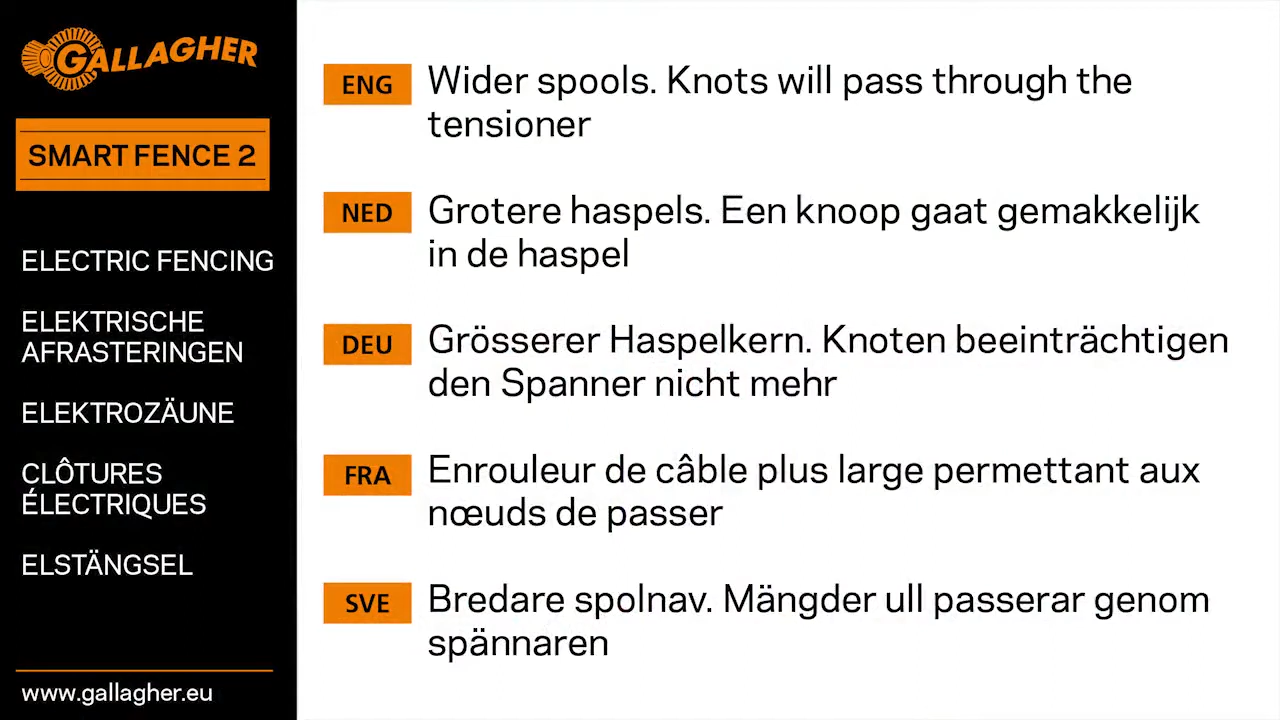 GALLAGHER
SMART FENCE 2
ELECTRIC FENCING
ELEKTRISCHE
AFRASTERINGEN
ELEKTROZÄUNE
CLÔTURES
ÉLECTRIQUES
ELSTÄNGSEL
www.gallagher.eu
ENG
Wider spools. Knots will pass through the
tensioner
NED
Grotere haspels. Een knoop gaat gemakkelijk
in de haspel
DEU
Grösserer Haspelkern. Knoten beeinträchtigen
den Spanner nicht mehr
FRA
Enrouleur de câble plus large permettant aux
nœuds de passer
SVE
Bredare spolnav. Mängder ull passerar genom
spännaren